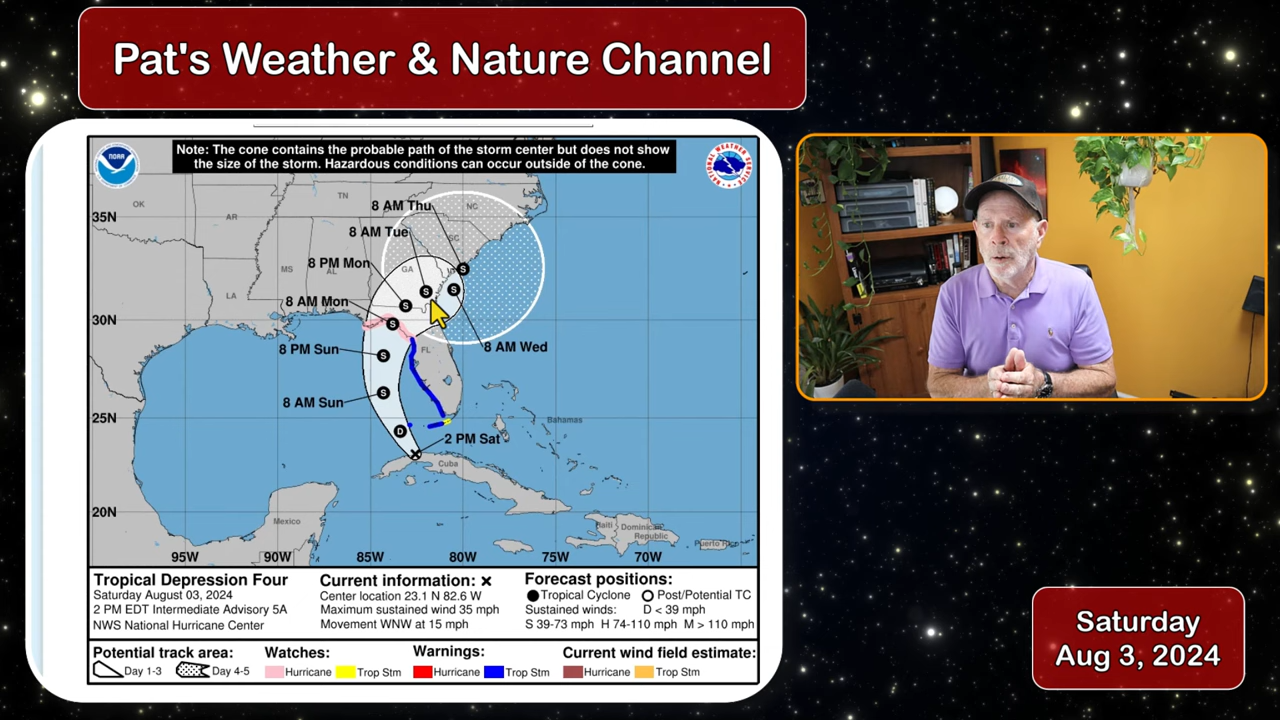 Pat's Weather & Nature Channel
Note: The cone contains the probable path of the storm center but does not show
the size of the storm. Hazardous conditions can occur outside of the cone.
NOAA
NATIONAL WEATHER SERVICE
OK
TN
NC
AR
SC
MS
AL
GA
LA
FL
35N
30N
25N
20N
8 AM Thu
8 AM Tue
8 PM Mon
8 AM Mon
8 PM Sun
8 AM Wed
8 AM Sun
2 PM Sat
S
S
S
S
S
S
S
S
D
Bahamas
Cuba
Mexico
Haiti
Dominican
Republic
Puerto Rico
95W
90W
85W
80W
75W
70W
Tropical Depression Four
Saturday August 03, 2024
2 PM EDT Intermediate Advisory 5A
NWS National Hurricane Center
Current information: x
Center location 23.1 N 82.6 W
Maximum sustained wind 35 mph
Movement WNW at 15 mph
Forecast positions:
Tropical Cyclone Post/Potential TC
Sustained winds: D < 39 mph
S 39-73 mph H 74-110 mph M > 110 mph
Potential track area:
Day 1-3 Day 4-5
Watches:
Hurricane Trop Stm
Warnings:
Hurricane Trop Stm
Current wind field estimate:
Hurricane Trop Stm
Saturday
Aug 3, 2024